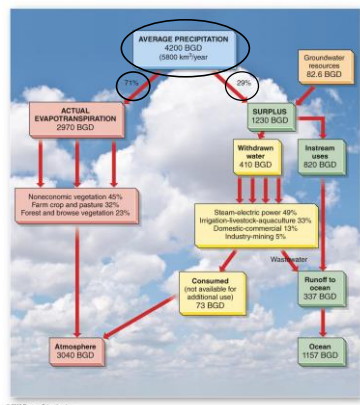 AVERAGE PRECIPITATION
4200 BGD
(5800 km³/year
71%
29%
Groundwater
resources
82.6 BGD
ACTUAL
EVAPOTRANSPIRATION
2970 BGD
SURPLUS
1230 BGD
Withdrawn
water
410 BGD
Instream
uses
820 BGD
Noneconomic vegetation 45%
Farm crop and pasture 32%
Forest and browse vegetation 23%
Steam-electric power 49%
Irrigation-livestock-aquaculture 33%
Domestic-commercial 13%
Industry-mining 5%
Wastewater
Consumed
(not available for
additional use)
73 BGD
Runoff to
ocean
337 BGD
Atmosphere
3040 BGD
Ocean
1157 BGD